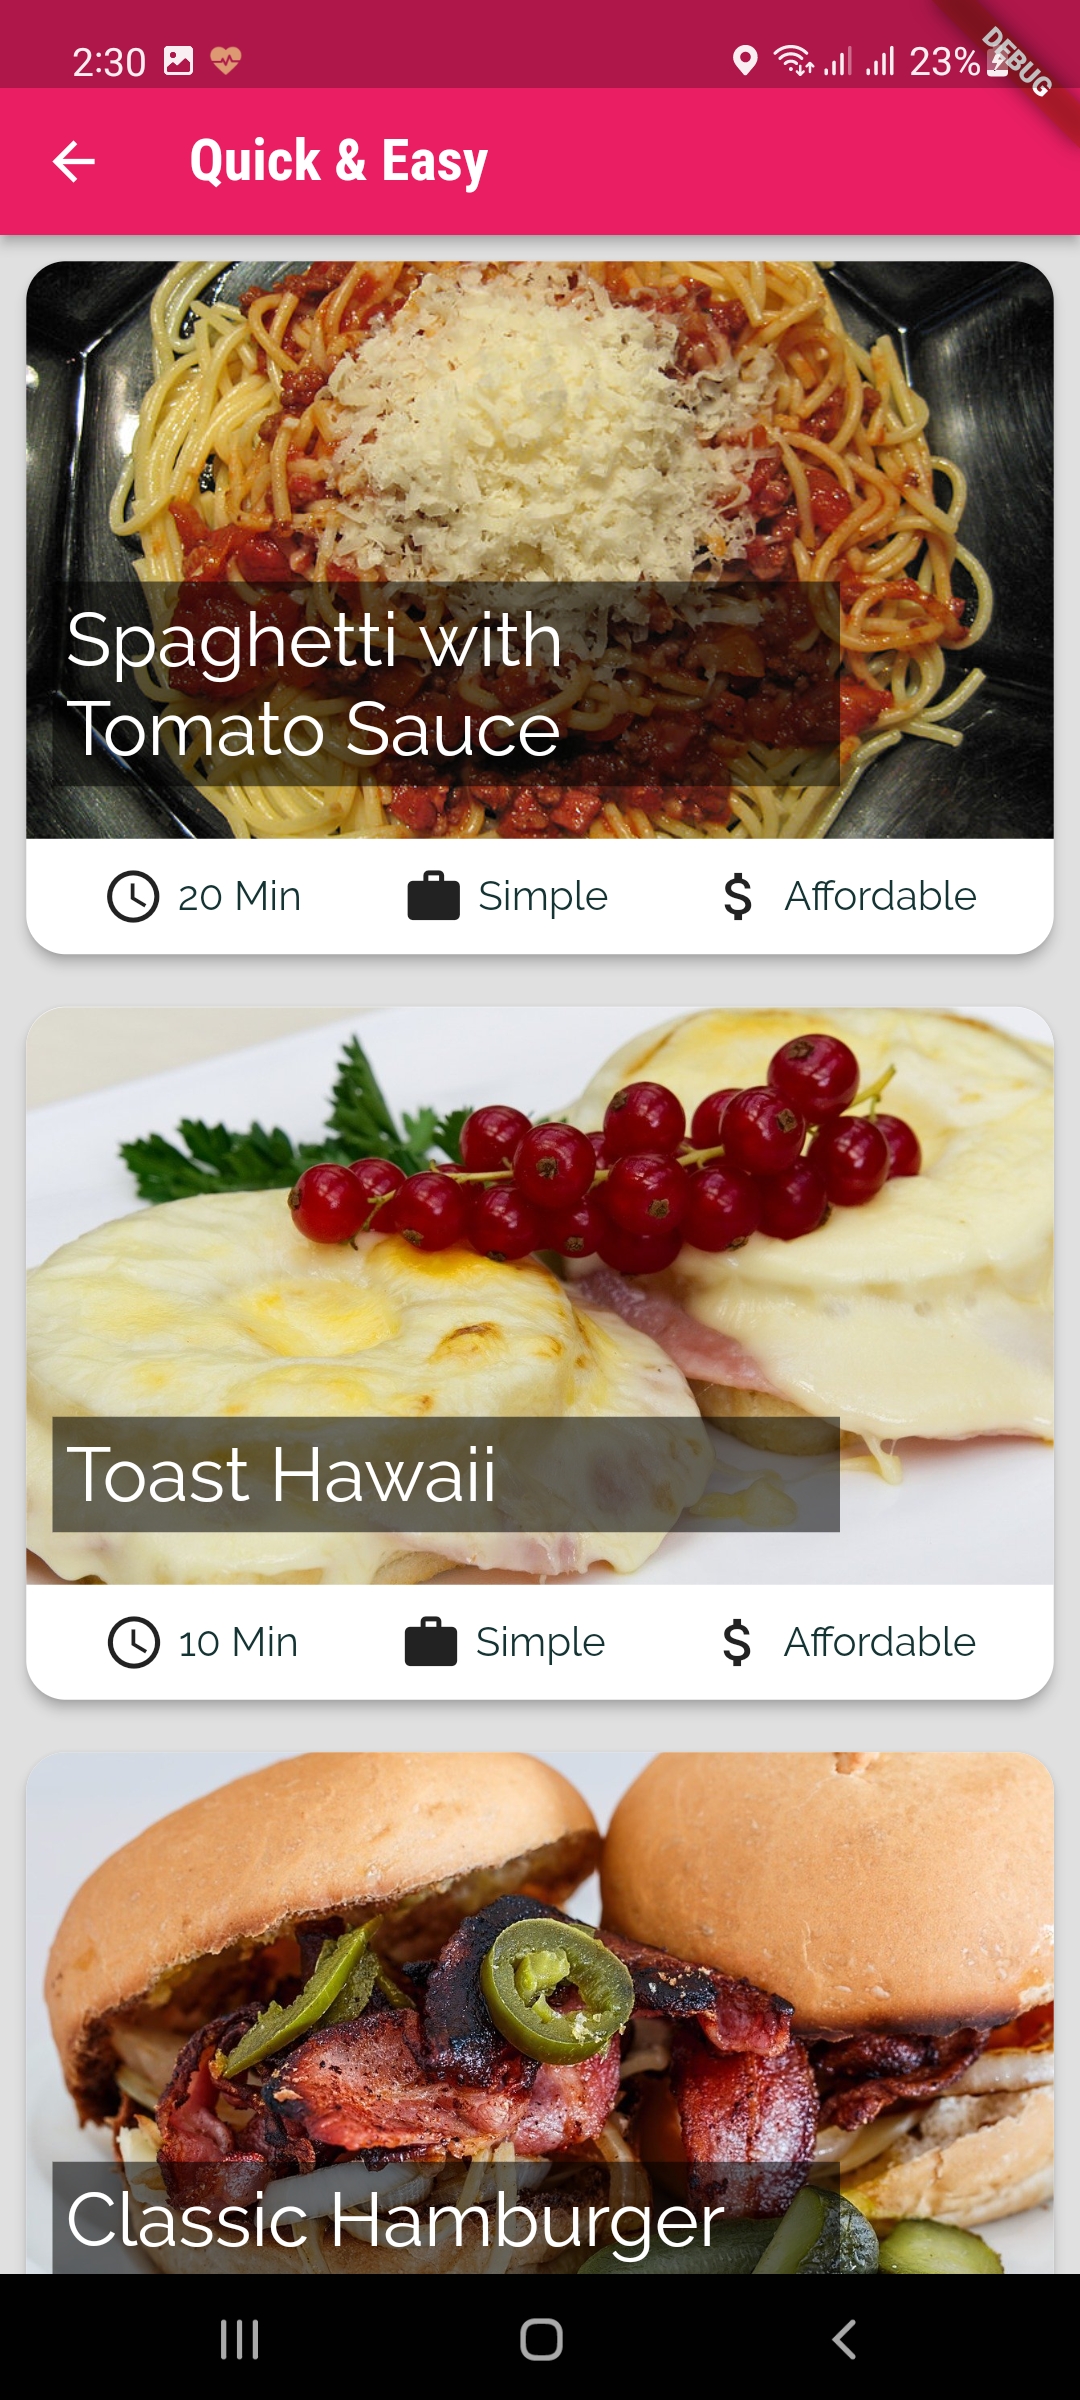 2:30
23%
DEBUG
Quick & Easy
Spaghetti with
Tomato Sauce
20 Min
Simple
Affordable
Toast Hawaii
10 Min
Simple
Affordable
Classic Hamburger